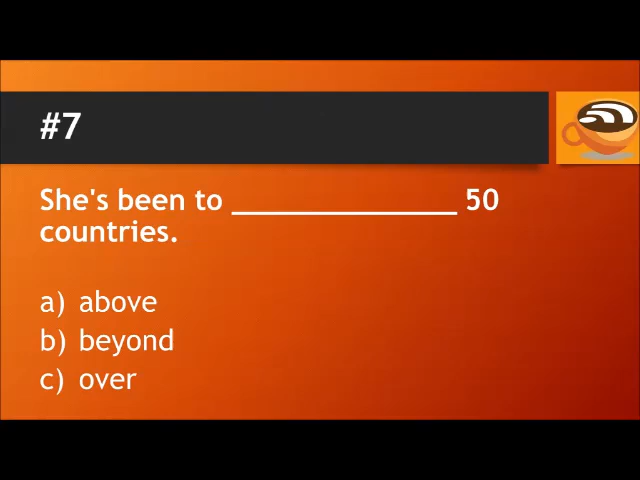 #7
She's been to _______________ 50
countries.
a) above
b) beyond
c) over